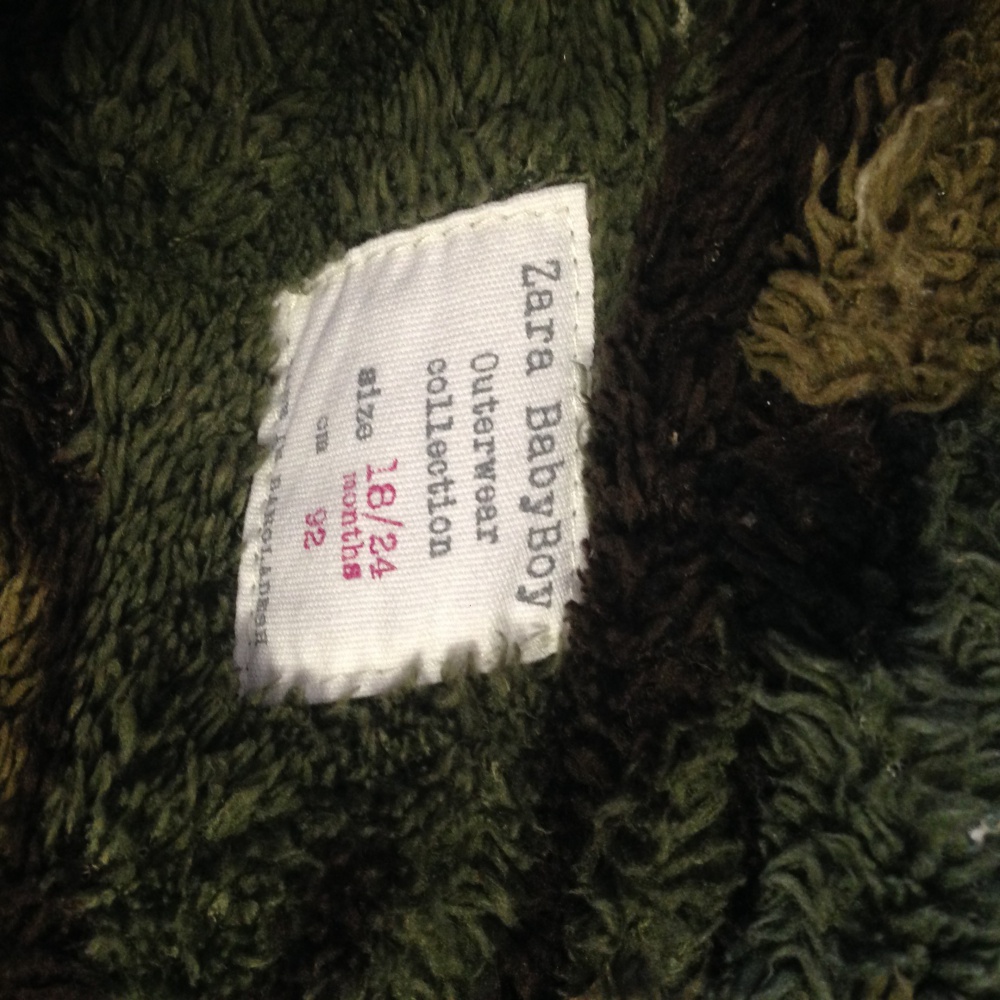 Zara BabyBoy
Outerwear
collection
size 18/24
months
cm 92